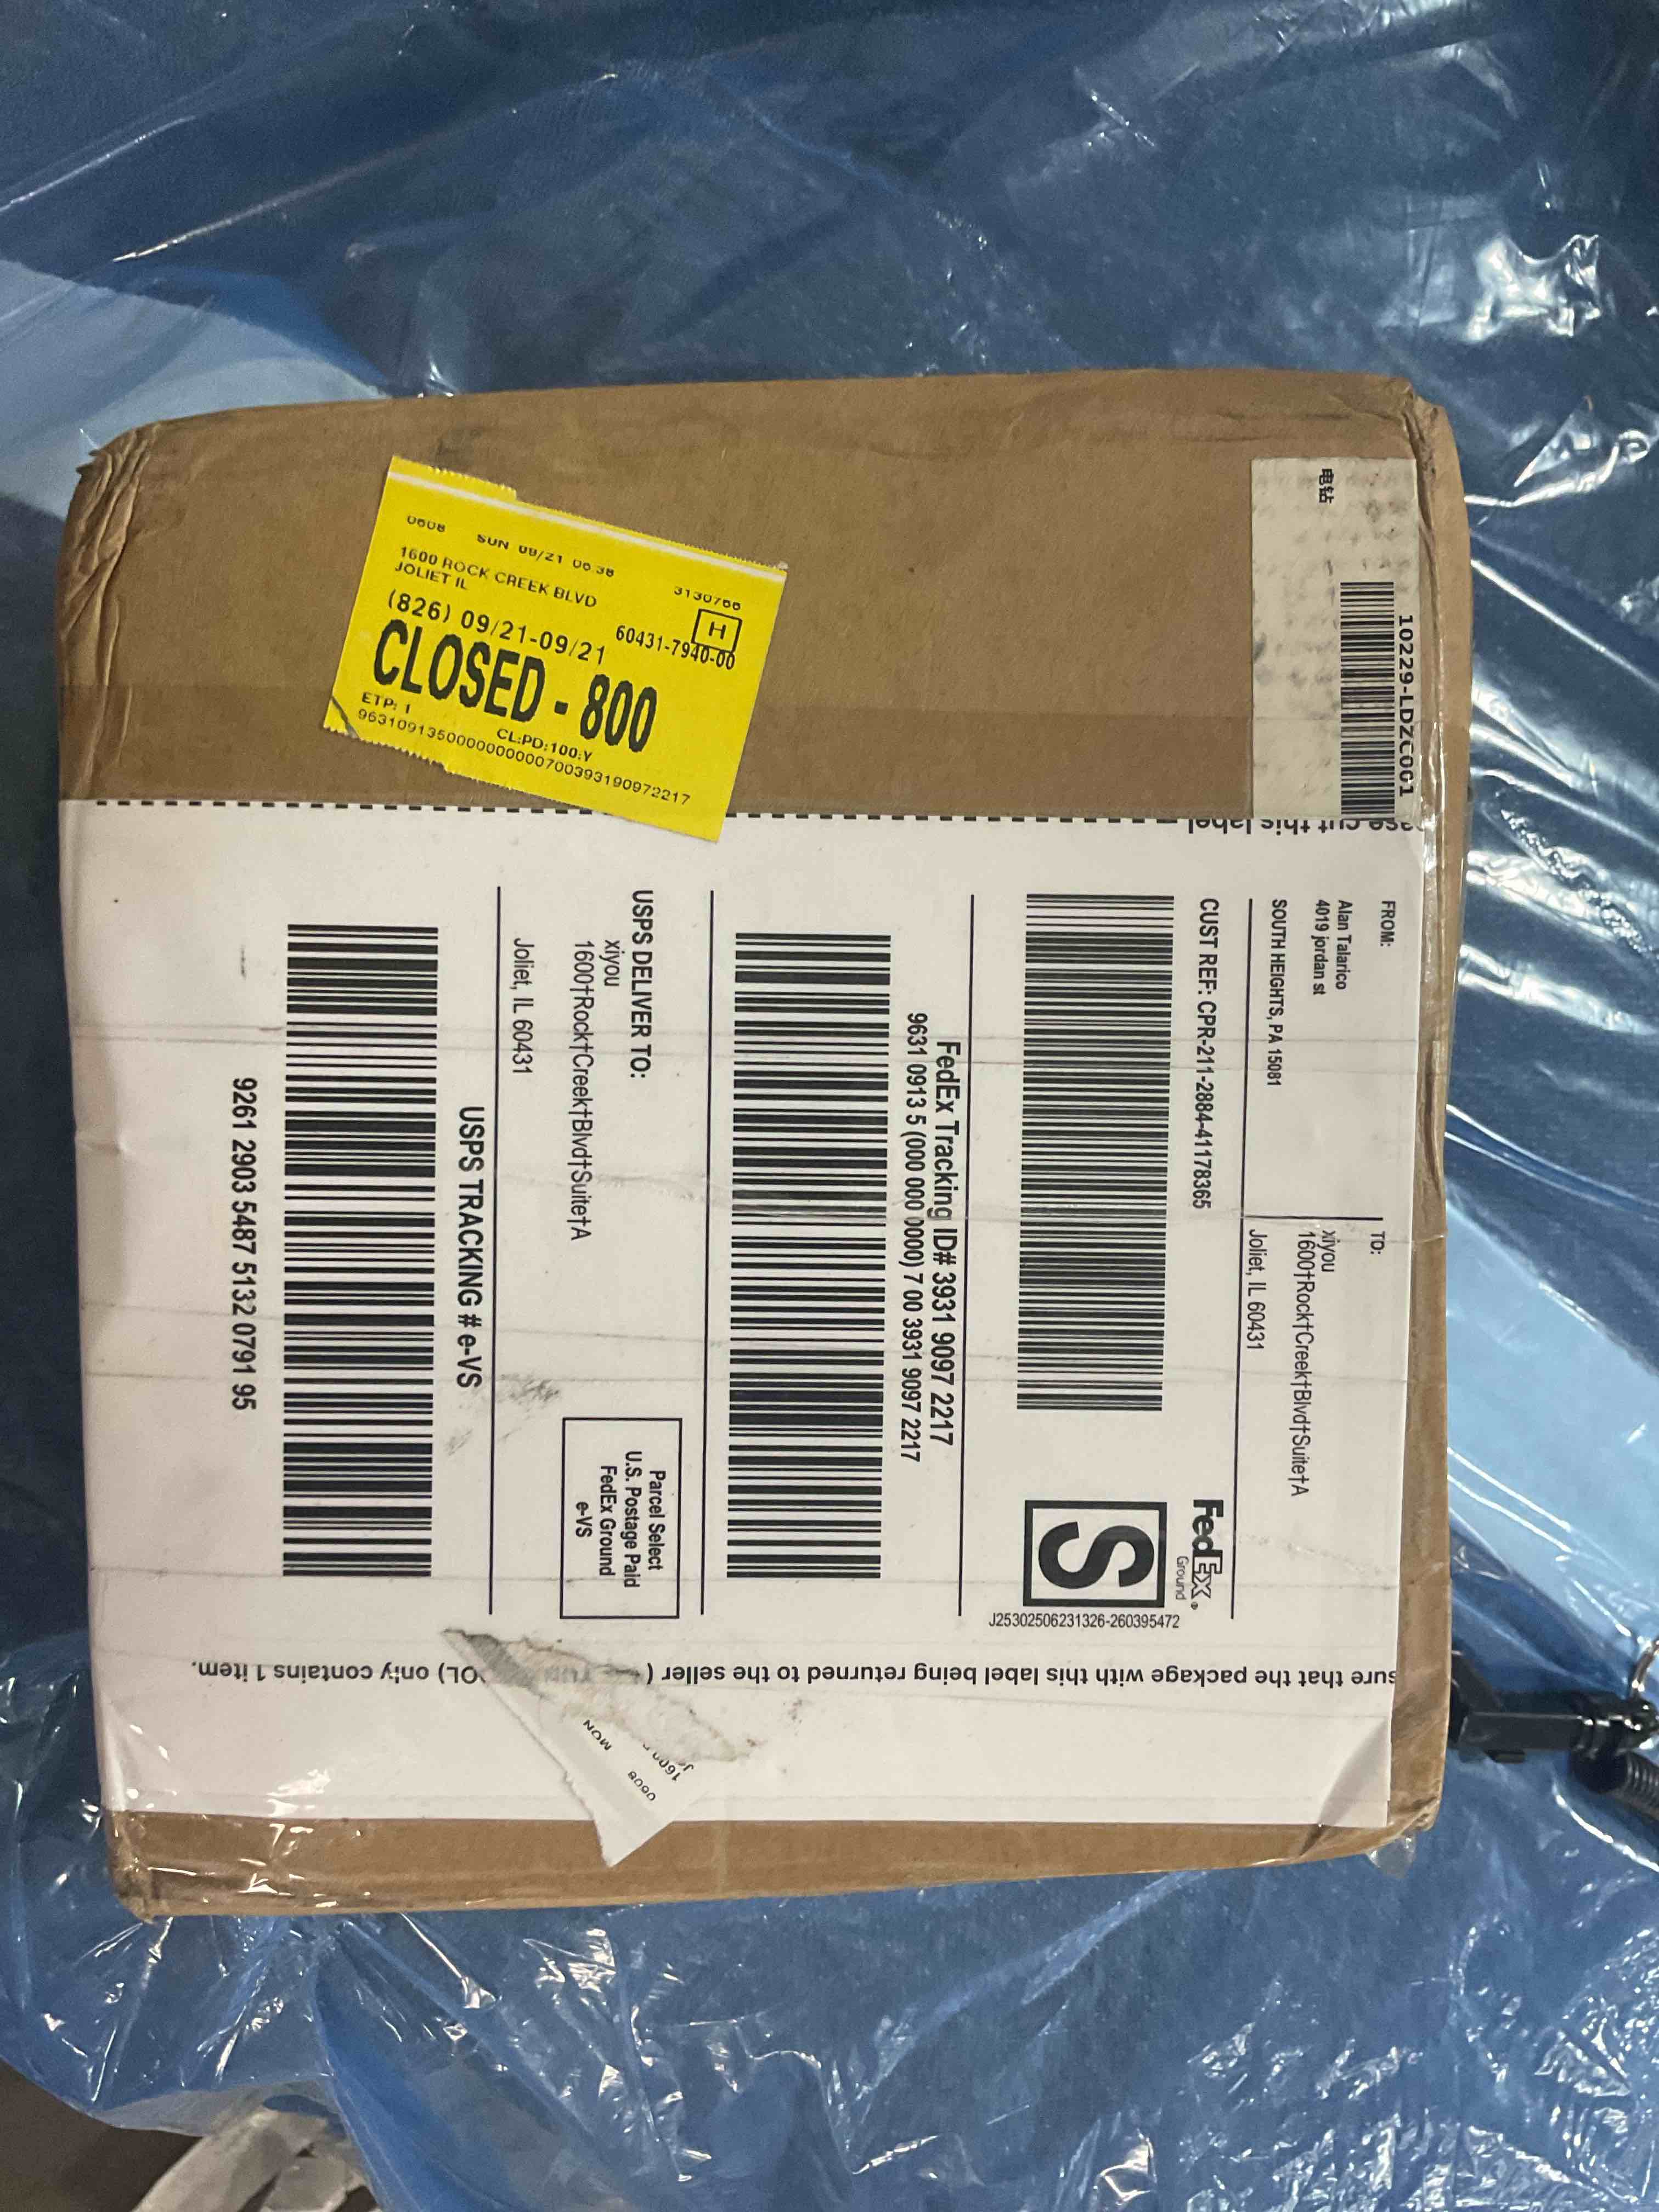 电钻
10229-LDZC001
0608 SUN 09/21 06:38 3130766
1600 ROCK CREEK BLVD
JOLIET IL
H
(826) 09/21-09/21 60431-7940-00
CLOSED - 800
ETP: 1 CL:PD:100:Y
9631091350000000000700393190972217
FROM:
Alan Talarico
4019 jordan st
SOUTH HEIGHTS, PA 15081
TO:
xiyou
1600†Rock†Creek†Blvd†Suite†A
Joliet, IL 60431
CUST REF: CPR-211-2884-41178365
FedEx®
Ground
S
J25302506231326-260395472
FedEx Tracking ID# 3931 9097 2217
9631 0913 5 (000 000 0000) 7 00 3931 9097 2217
USPS DELIVER TO:
xiyou
1600†Rock†Creek†Blvd†Suite†A
Joliet, IL 60431
Parcel Select
U.S. Postage Paid
FedEx Ground
e-VS
USPS TRACKING # e-VS
9261 2903 5487 5132 0791 95
sure that the package with this label being returned to the seller ( OL) only contains 1 item.
0608 MON